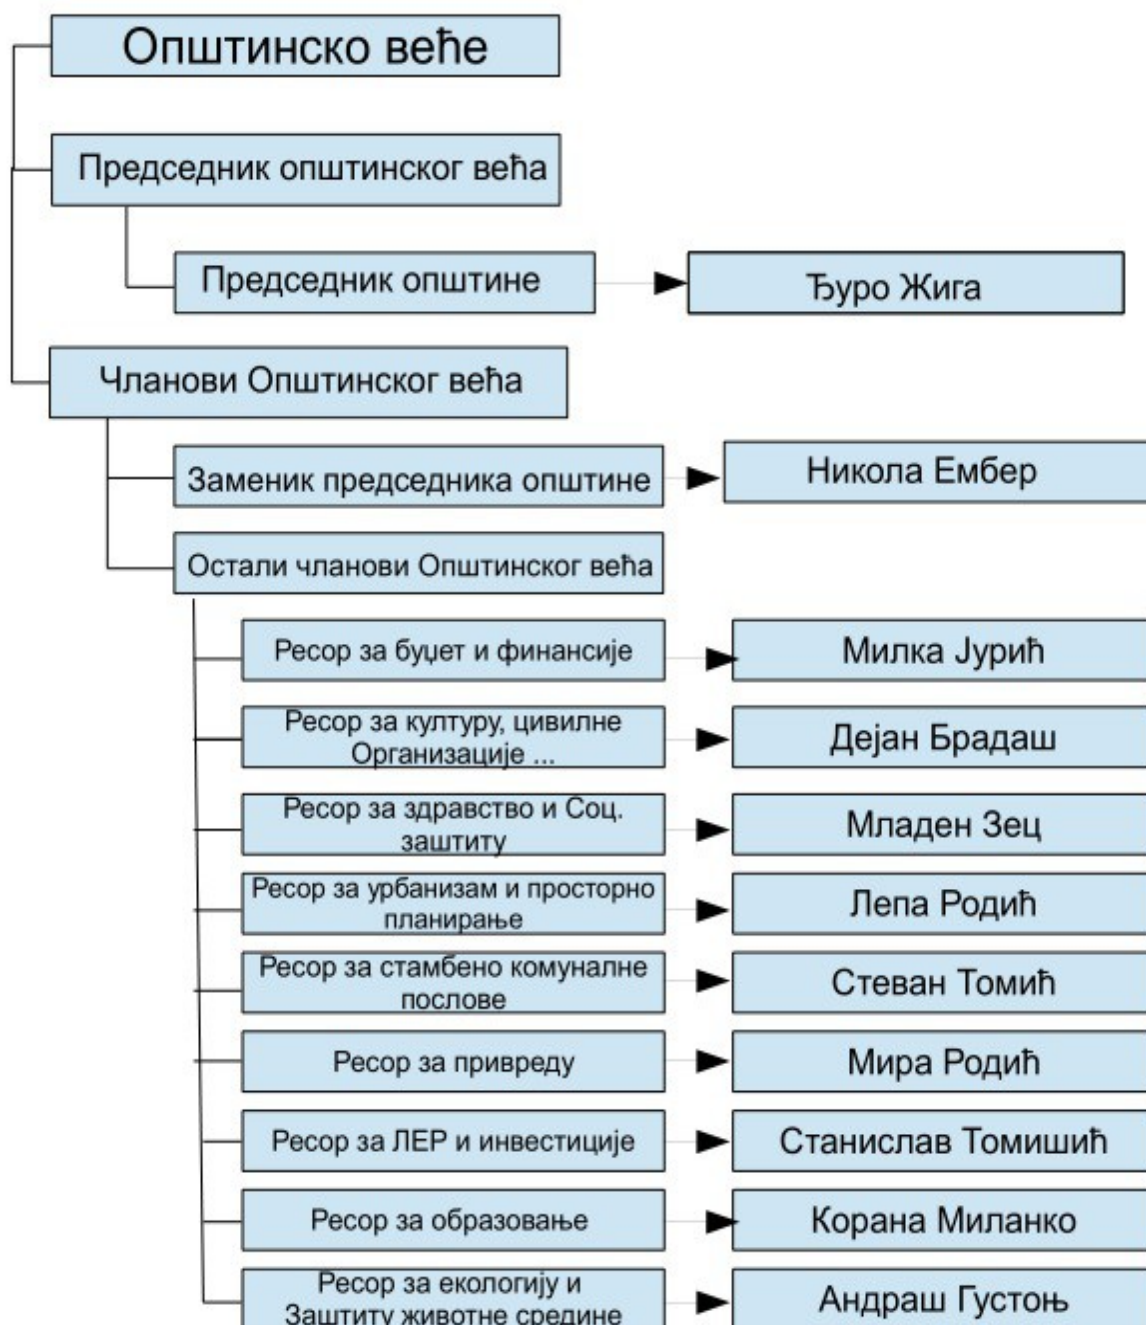 Општинско веће
Председник општинског већа
Председник општине
Ђуро Жига
Чланови Општинског већа
Заменик председника општине
Никола Ембер
Остали чланови Општинског већа
Ресор за буџет и финансије
Милка Јурић
Ресор за културу, цивилне
Организације ...
Дејан Брадаш
Ресор за здравство и Соц.
заштиту
Младен Зец
Ресор за урбанизам и просторно
планирање
Лепа Родић
Ресор за стамбено комуналне
послове
Стеван Томић
Ресор за привреду
Мира Родић
Ресор за ЛЕР и инвестиције
Станислав Томишић
Ресор за образовање
Корана Миланко
Ресор за екологију и
Заштиту животне средине
Андраш Густоњ